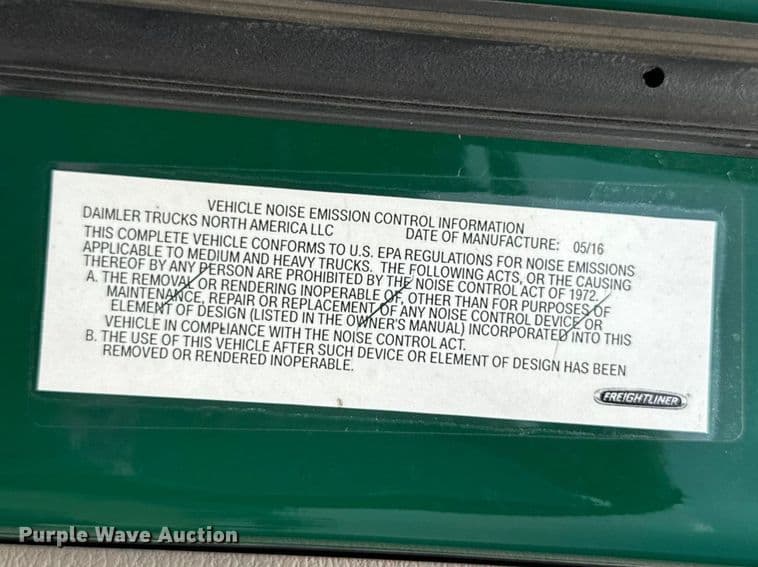 VEHICLE NOISE EMISSION CONTROL INFORMATION
DAIMLER TRUCKS NORTH AMERICA LLC DATE OF MANUFACTURE: 05/16
THIS COMPLETE VEHICLE CONFORMS TO U.S. EPA REGULATIONS FOR NOISE EMISSIONS
APPLICABLE TO MEDIUM AND HEAVY TRUCKS. THE FOLLOWING ACTS, OR THE CAUSING
THEREOF BY ANY PERSON ARE PROHIBITED BY THE NOISE CONTROL ACT OF 1972.
A. THE REMOVAL OR RENDERING INOPERABLE OF, OTHER THAN FOR PURPOSES OF
MAINTENANCE, REPAIR OR REPLACEMENT OF ANY NOISE CONTROL DEVICE OR
ELEMENT OF DESIGN (LISTED IN THE OWNER'S MANUAL) INCORPORATED INTO THIS
VEHICLE IN COMPLIANCE WITH THE NOISE CONTROL ACT.
B. THE USE OF THIS VEHICLE AFTER SUCH DEVICE OR ELEMENT OF DESIGN HAS BEEN
REMOVED OR RENDERED INOPERABLE.
FREIGHTLINER
Purple Wave Auction